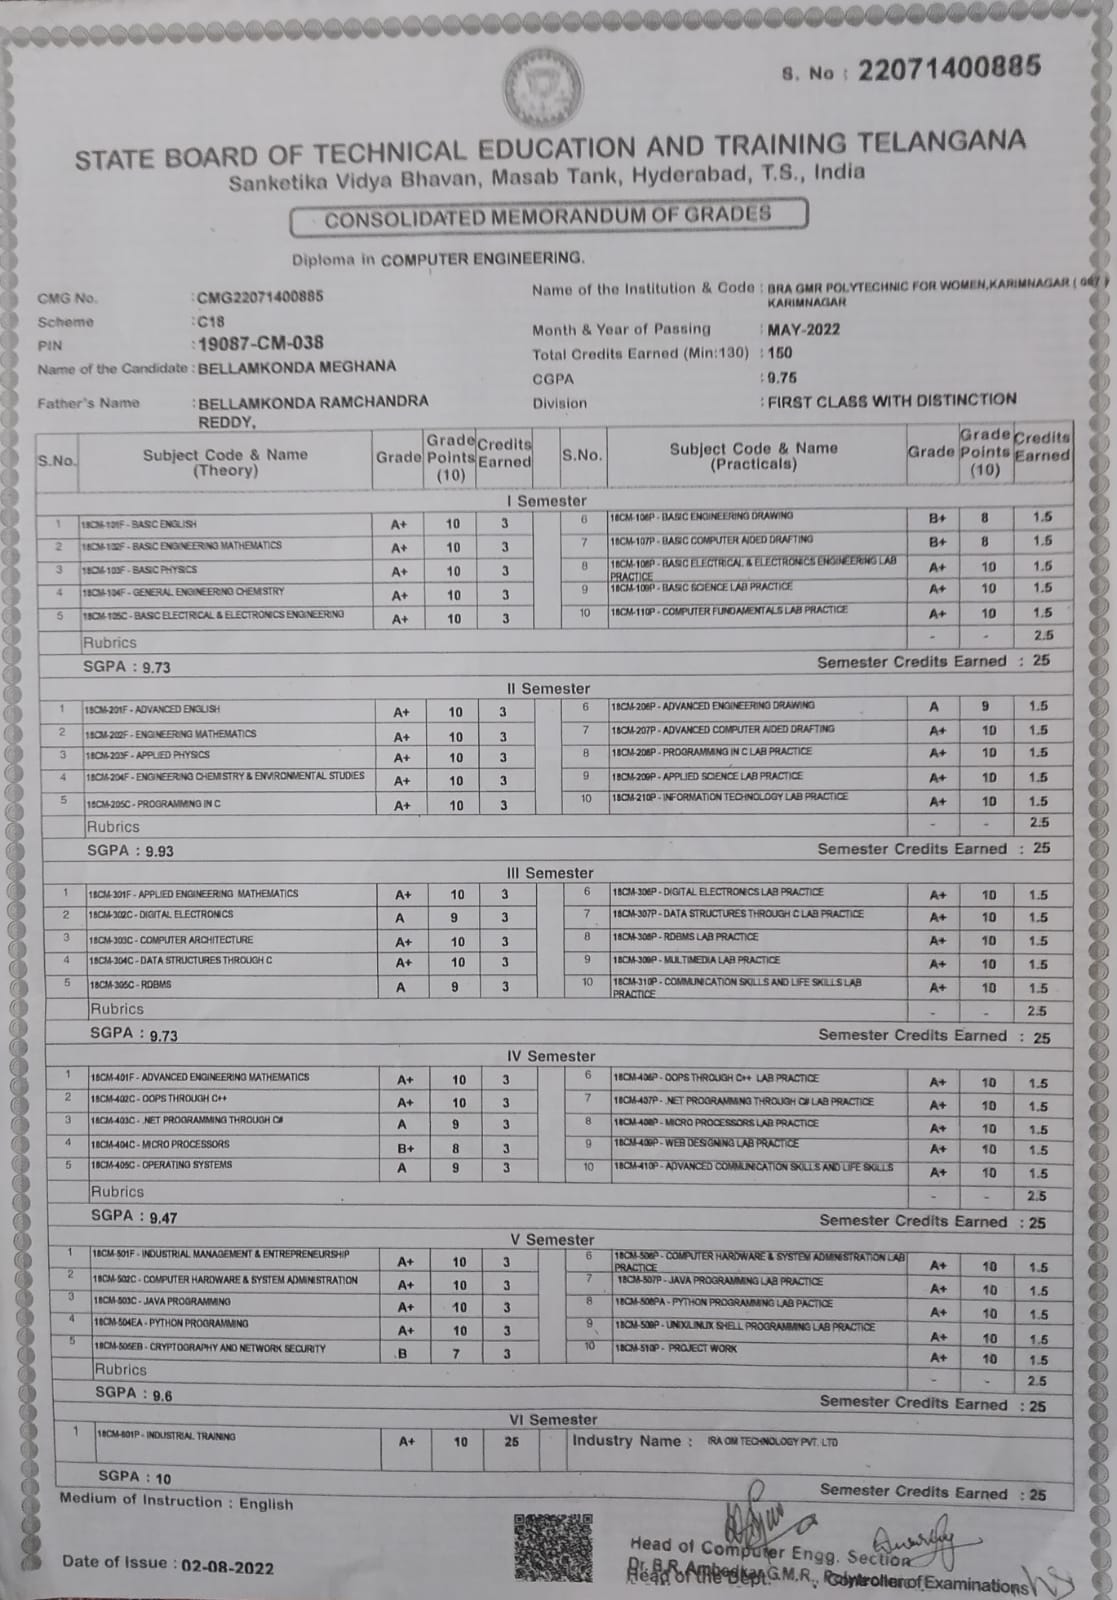 S. No : 22071400885
STATE BOARD OF TECHNICAL EDUCATION AND TRAINING TELANGANA
Sanketika Vidya Bhavan, Masab Tank, Hyderabad, T.S., India
CONSOLIDATED MEMORANDUM OF GRADES
Diploma in COMPUTER ENGINEERING.
CMG No. : CMG22071400885
Scheme : C18
PIN : 19087-CM-038
Name of the Candidate : BELLAMKONDA MEGHANA
Father's Name : BELLAMKONDA RAMCHANDRA
REDDY,
Name of the Institution & Code : BRA GMR POLYTECHNIC FOR WOMEN,KARIMNAGAR ( 087 )
KARIMNAGAR
Month & Year of Passing : MAY-2022
Total Credits Earned (Min:130) : 150
CGPA : 9.75
Division : FIRST CLASS WITH DISTINCTION
S.No. Subject Code & Name (Theory) Grade Grade Points (10) Credits Earned S.No. Subject Code & Name (Practicals) Grade Grade Points (10) Credits Earned
I Semester
1 18CM-101F - BASIC ENGLISH A+ 10 3 6 18CM-106P - BASIC ENGINEERING DRAWING B+ 8 1.5
2 18CM-102F - BASIC ENGINEERING MATHEMATICS A+ 10 3 7 18CM-107P - BASIC COMPUTER AIDED DRAFTING B+ 8 1.5
3 18CM-103F - BASIC PHYSICS A+ 10 3 8 18CM-108P - BASIC ELECTRICAL & ELECTRONICS ENGINEERING LAB PRACTICE A+ 10 1.5
4 18CM-104F - GENERAL ENGINEERING CHEMISTRY A+ 10 3 9 18CM-109P - BASIC SCIENCE LAB PRACTICE A+ 10 1.5
5 18CM-105C - BASIC ELECTRICAL & ELECTRONICS ENGINEERING A+ 10 3 10 18CM-110P - COMPUTER FUNDAMENTALS LAB PRACTICE A+ 10 1.5
Rubrics - - 2.5
SGPA : 9.73 Semester Credits Earned : 25
II Semester
1 18CM-201F - ADVANCED ENGLISH A+ 10 3 6 18CM-206P - ADVANCED ENGINEERING DRAWING A 9 1.5
2 18CM-202F - ENGINEERING MATHEMATICS A+ 10 3 7 18CM-207P - ADVANCED COMPUTER AIDED DRAFTING A+ 10 1.5
3 18CM-203F - APPLIED PHYSICS A+ 10 3 8 18CM-208P - PROGRAMMING IN C LAB PRACTICE A+ 10 1.5
4 18CM-204F - ENGINEERING CHEMISTRY & ENVIRONMENTAL STUDIES A+ 10 3 9 18CM-209P - APPLIED SCIENCE LAB PRACTICE A+ 10 1.5
5 18CM-205C - PROGRAMMING IN C A+ 10 3 10 18CM-210P - INFORMATION TECHNOLOGY LAB PRACTICE A+ 10 1.5
Rubrics - - 2.5
SGPA : 9.93 Semester Credits Earned : 25
III Semester
1 18CM-301F - APPLIED ENGINEERING MATHEMATICS A+ 10 3 6 18CM-306P - DIGITAL ELECTRONICS LAB PRACTICE A+ 10 1.5
2 18CM-302C - DIGITAL ELECTRONICS A 9 3 7 18CM-307P - DATA STRUCTURES THROUGH C LAB PRACTICE A+ 10 1.5
3 18CM-303C - COMPUTER ARCHITECTURE A+ 10 3 8 18CM-308P - RDBMS LAB PRACTICE A+ 10 1.5
4 18CM-304C - DATA STRUCTURES THROUGH C A+ 10 3 9 18CM-309P - MULTIMEDIA LAB PRACTICE A+ 10 1.5
5 18CM-305C - RDBMS A 9 3 10 18CM-310P - COMMUNICATION SKILLS AND LIFE SKILLS LAB PRACTICE A+ 10 1.5
Rubrics - - 2.5
SGPA : 9.73 Semester Credits Earned : 25
IV Semester
1 18CM-401F - ADVANCED ENGINEERING MATHEMATICS A+ 10 3 6 18CM-406P - OOPS THROUGH C++ LAB PRACTICE A+ 10 1.5
2 18CM-402C - OOPS THROUGH C++ A+ 10 3 7 18CM-407P - .NET PROGRAMMING THROUGH C# LAB PRACTICE A+ 10 1.5
3 18CM-403C - .NET PROGRAMMING THROUGH C# A 9 3 8 18CM-408P - MICRO PROCESSORS LAB PRACTICE A+ 10 1.5
4 18CM-404C - MICRO PROCESSORS B+ 8 3 9 18CM-409P - WEB DESIGNING LAB PRACTICE A+ 10 1.5
5 18CM-405C - OPERATING SYSTEMS A 9 3 10 18CM-410P - ADVANCED COMMUNICATION SKILLS AND LIFE SKILLS A+ 10 1.5
Rubrics - - 2.5
SGPA : 9.47 Semester Credits Earned : 25
V Semester
1 18CM-501F - INDUSTRIAL MANAGEMENT & ENTREPRENEURSHIP A+ 10 3 6 18CM-506P - COMPUTER HARDWARE & SYSTEM ADMINISTRATION LAB PRACTICE A+ 10 1.5
2 18CM-502C - COMPUTER HARDWARE & SYSTEM ADMINISTRATION A+ 10 3 7 18CM-507P - JAVA PROGRAMMING LAB PRACTICE A+ 10 1.5
3 18CM-503C - JAVA PROGRAMMING A+ 10 3 8 18CM-508PA - PYTHON PROGRAMMING LAB PACTICE A+ 10 1.5
4 18CM-504EA - PYTHON PROGRAMMING A+ 10 3 9 18CM-509P - UNIX/LINUX SHELL PROGRAMMING LAB PRACTICE A+ 10 1.5
5 18CM-505EB - CRYPTOGRAPHY AND NETWORK SECURITY B 7 3 10 18CM-510P - PROJECT WORK A+ 10 1.5
Rubrics - - 2.5
SGPA : 9.6 Semester Credits Earned : 25
VI Semester
1 18CM-601P - INDUSTRIAL TRAINING A+ 10 25 Industry Name : IRA OM TECHNOLOGY PVT. LTD
SGPA : 10 Semester Credits Earned : 25
Medium of Instruction : English
Date of Issue : 02-08-2022
Head of Computer Engg. Section
Dr. B.R. Ambedkar G.M.R.
Head of the Dept. Controller of Examinations